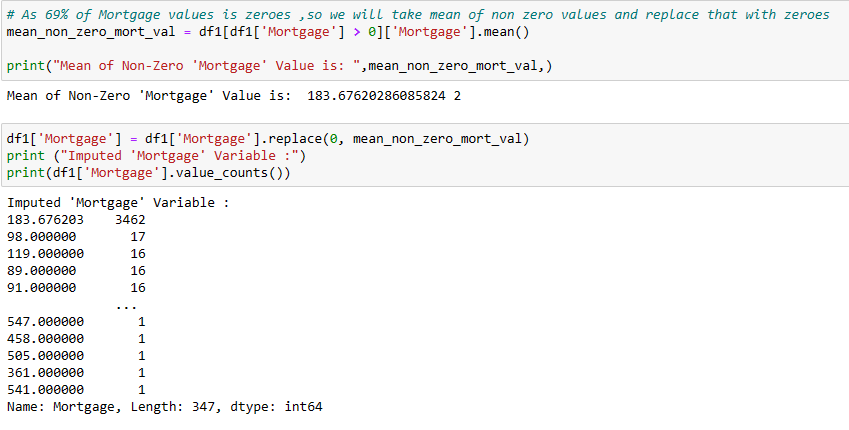 # As 69% of Mortgage values is zeroes ,so we will take mean of non zero values and replace that with zeroes
mean_non_zero_mort_val = df1[df1['Mortgage'] > 0]['Mortgage'].mean()
print("Mean of Non-Zero 'Mortgage' Value is: ",mean_non_zero_mort_val,)
Mean of Non-Zero 'Mortgage' Value is:  183.67620286085824 2
df1['Mortgage'] = df1['Mortgage'].replace(0, mean_non_zero_mort_val)
print ("Imputed 'Mortgage' Variable :")
print(df1['Mortgage'].value_counts())
Imputed 'Mortgage' Variable :
183.676203    3462
98.000000       17
119.000000      16
89.000000       16
91.000000       16
...
547.000000       1
458.000000       1
505.000000       1
361.000000       1
541.000000       1
Name: Mortgage, Length: 347, dtype: int64